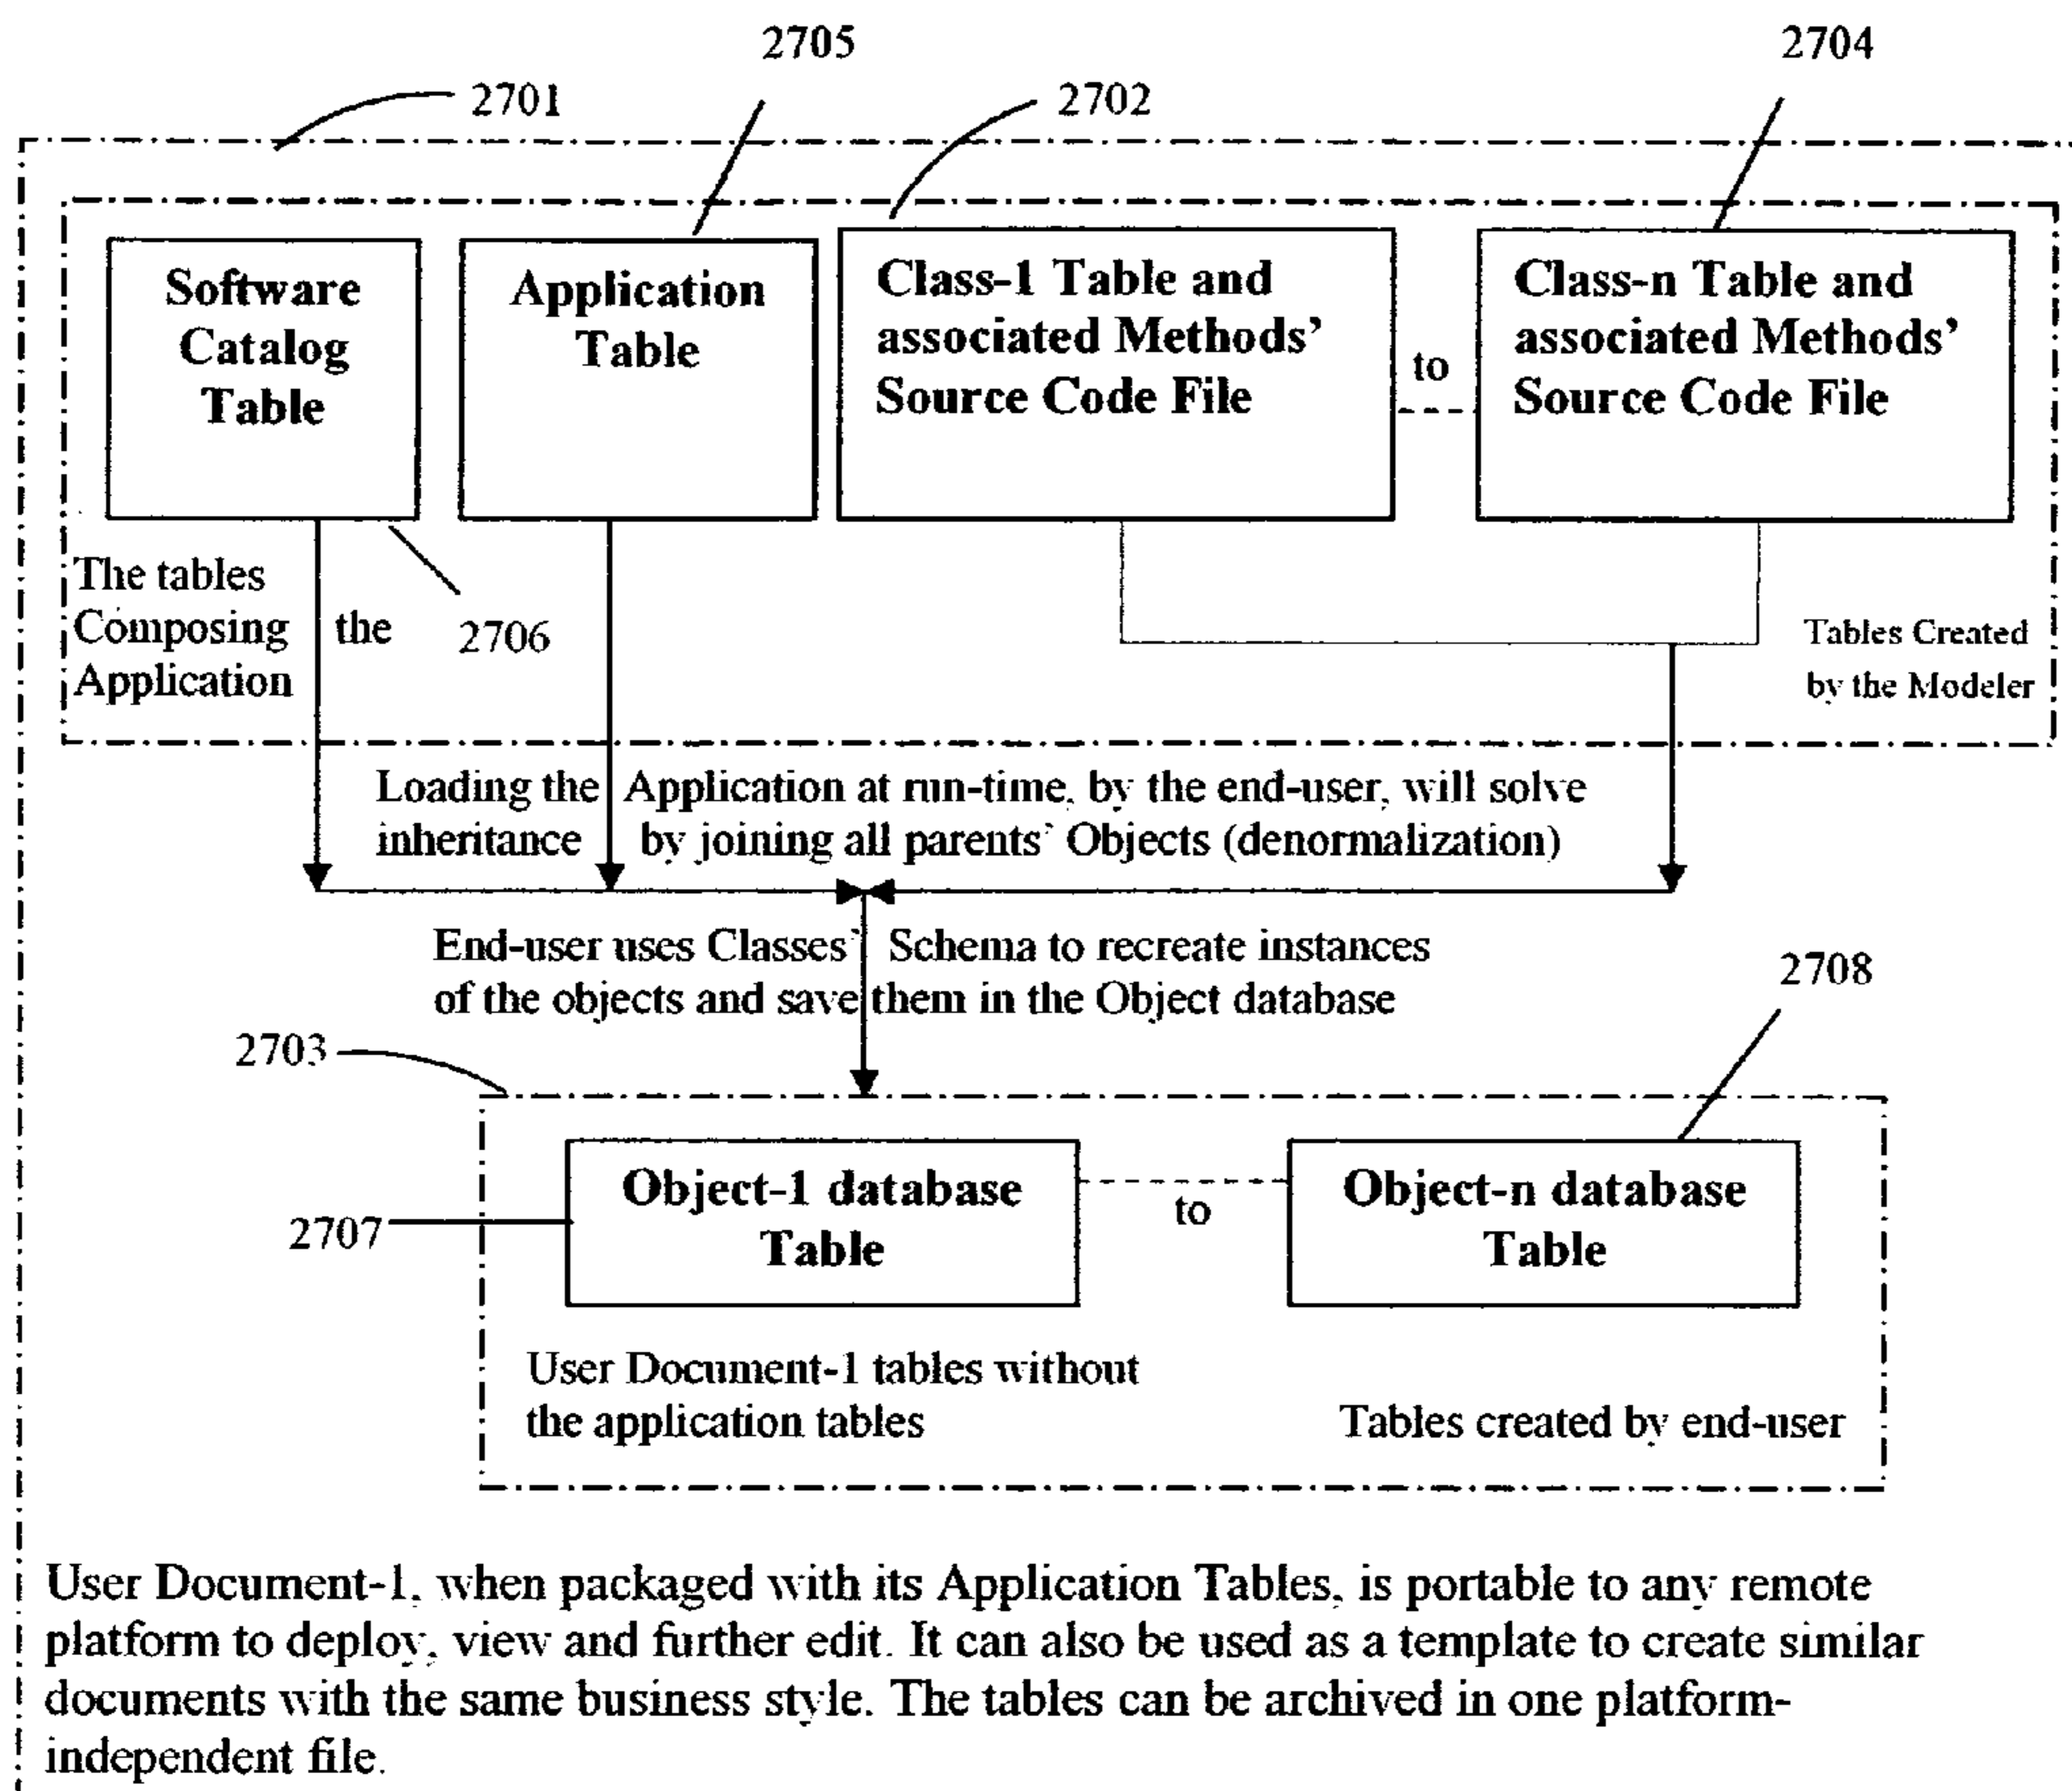 2705
2704
2701
2702
Software
Catalog
Table
Application
Table
Class-1 Table and
associated Methods’
Source Code File
to
Class-n Table and
associated Methods’
Source Code File
The tables
Composing the
Application
2706
Tables Created
by the Modeler
Loading the Application at run-time, by the end-user, will solve
inheritance by joining all parents` Objects (denormalization)
End-user uses Classes` Schema to recreate instances
of the objects and save them in the Object database
2708
2703
Object-1 database
Table
to
Object-n database
Table
2707
User Document-1 tables without
the application tables
Tables created by end-user
User Document-1, when packaged with its Application Tables, is portable to any remote
platform to deploy, view and further edit. It can also be used as a template to create similar
documents with the same business style. The tables can be archived in one platform-
independent file.